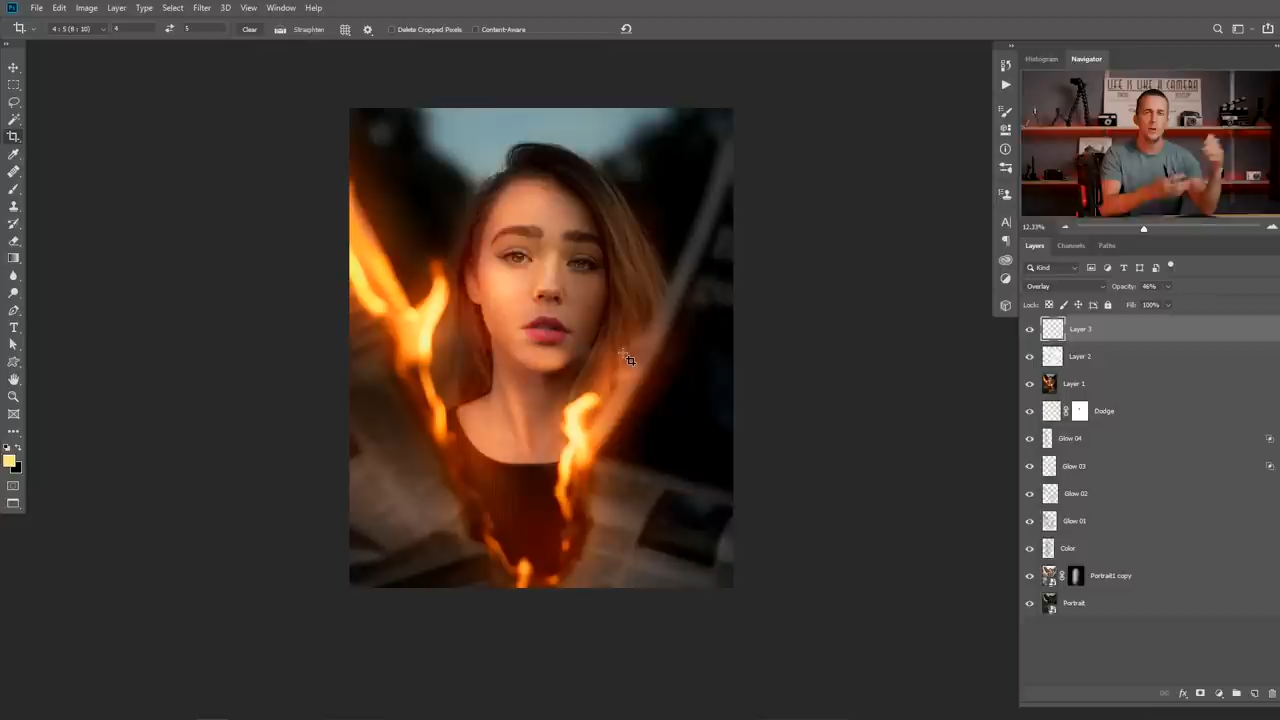 Ps File Edit Image Layer Type Select Filter 3D View Window Help
4 : 5 (8 : 10) 4 5 Clear Straighten Delete Cropped Pixels Content-Aware
Histogram Navigator
LIFE IS LIKE A CAMERA
12.33%
Layers Channels Paths
Kind
Overlay Opacity: 46%
Lock: Fill: 100%
Layer 3
Layer 2
Layer 1
Dodge
Glow 04
Glow 03
Glow 02
Glow 01
Color
Portrait1 copy
Portrait